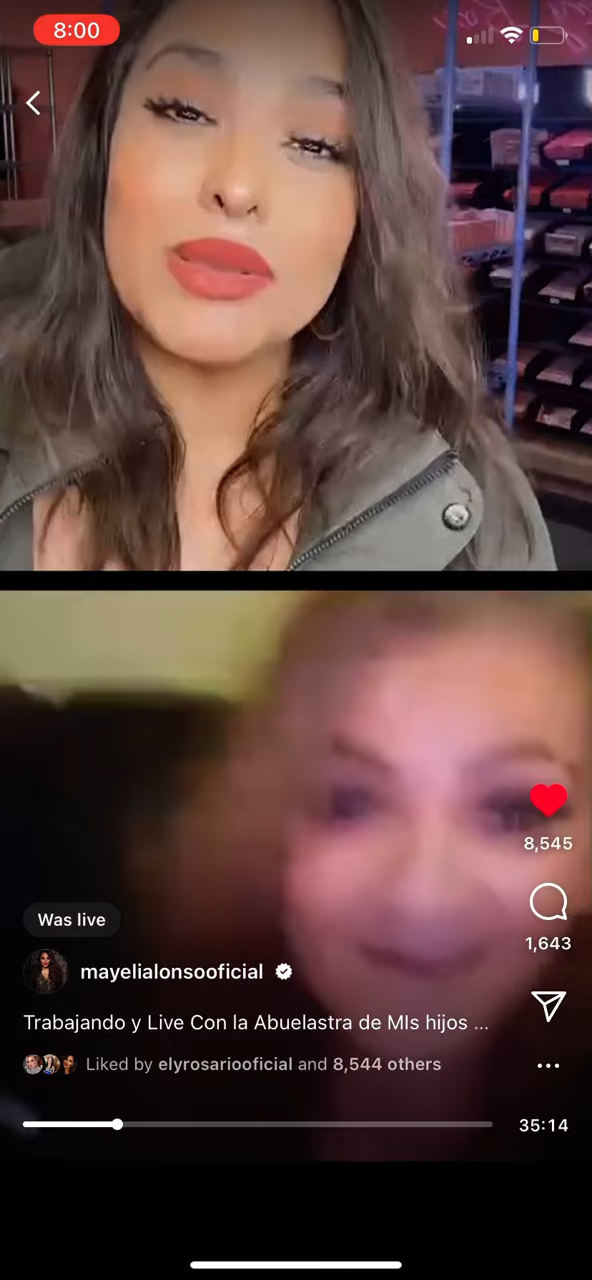 8:00
Was live
mayelialonsooficial
Trabajando y Live Con la Abuelastra de MIs hijos ...
Liked by elyrosariooficial and 8,544 others
8,545
1,643
35:14